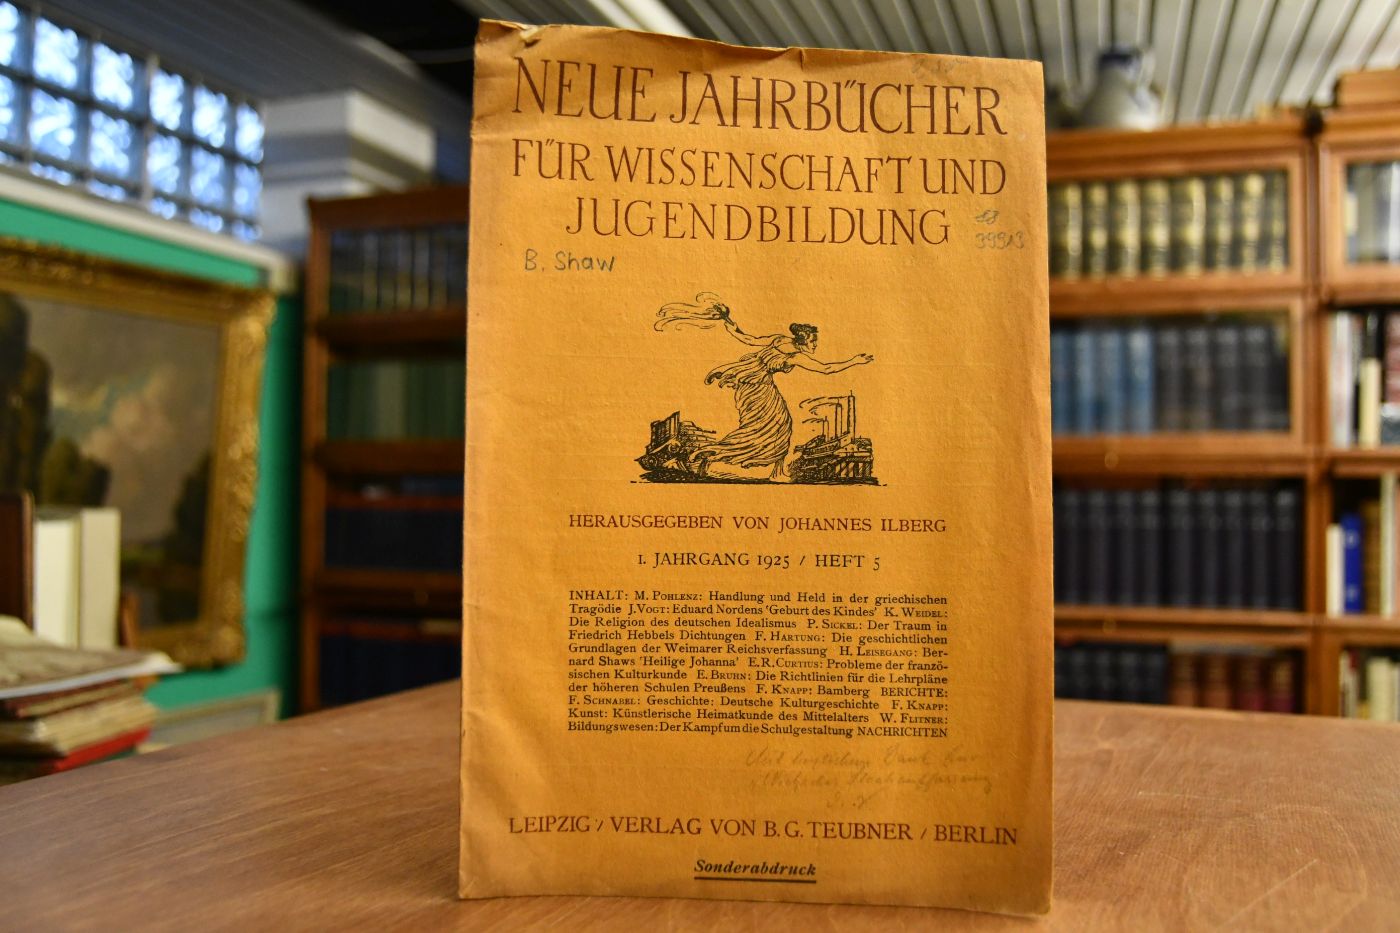 NEUE JAHRBÜCHER
FÜR WISSENSCHAFT UND
JUGENDBILDUNG
B. Shaw
HERAUSGEGEBEN VON JOHANNES ILBERG
1. JAHRGANG 1925 / HEFT 5
INHALT: M. POHLENZ: Handlung und Held in der griechischen
Tragödie J. VOGT: Eduard Nordens 'Geburt des Kindes' K. WEIDEL:
Die Religion des deutschen Idealismus P. SICKEL: Der Traum in
Friedrich Hebbels Dichtungen F. HARTUNG: Die geschichtlichen
Grundlagen der Weimarer Reichsverfassung H. LEISEGANG: Ber-
nard Shaws 'Heilige Johanna' E. R. CURTIUS: Probleme der franzö-
sischen Kulturkunde E. BRUHN: Die Richtlinien für die Lehrpläne
der höheren Schulen Preußens F. KNAPP: Bamberg BERICHTE:
F. SCHNABEL: Geschichte: Deutsche Kulturgeschichte F. KNAPP:
Kunst: Künstlerische Heimatkunde des Mittelalters W. FLITNER:
Bildungswesen: Der Kampf um die Schulgestaltung NACHRICHTEN
LEIPZIG / VERLAG VON B. G. TEUBNER / BERLIN
Sonderabdruck